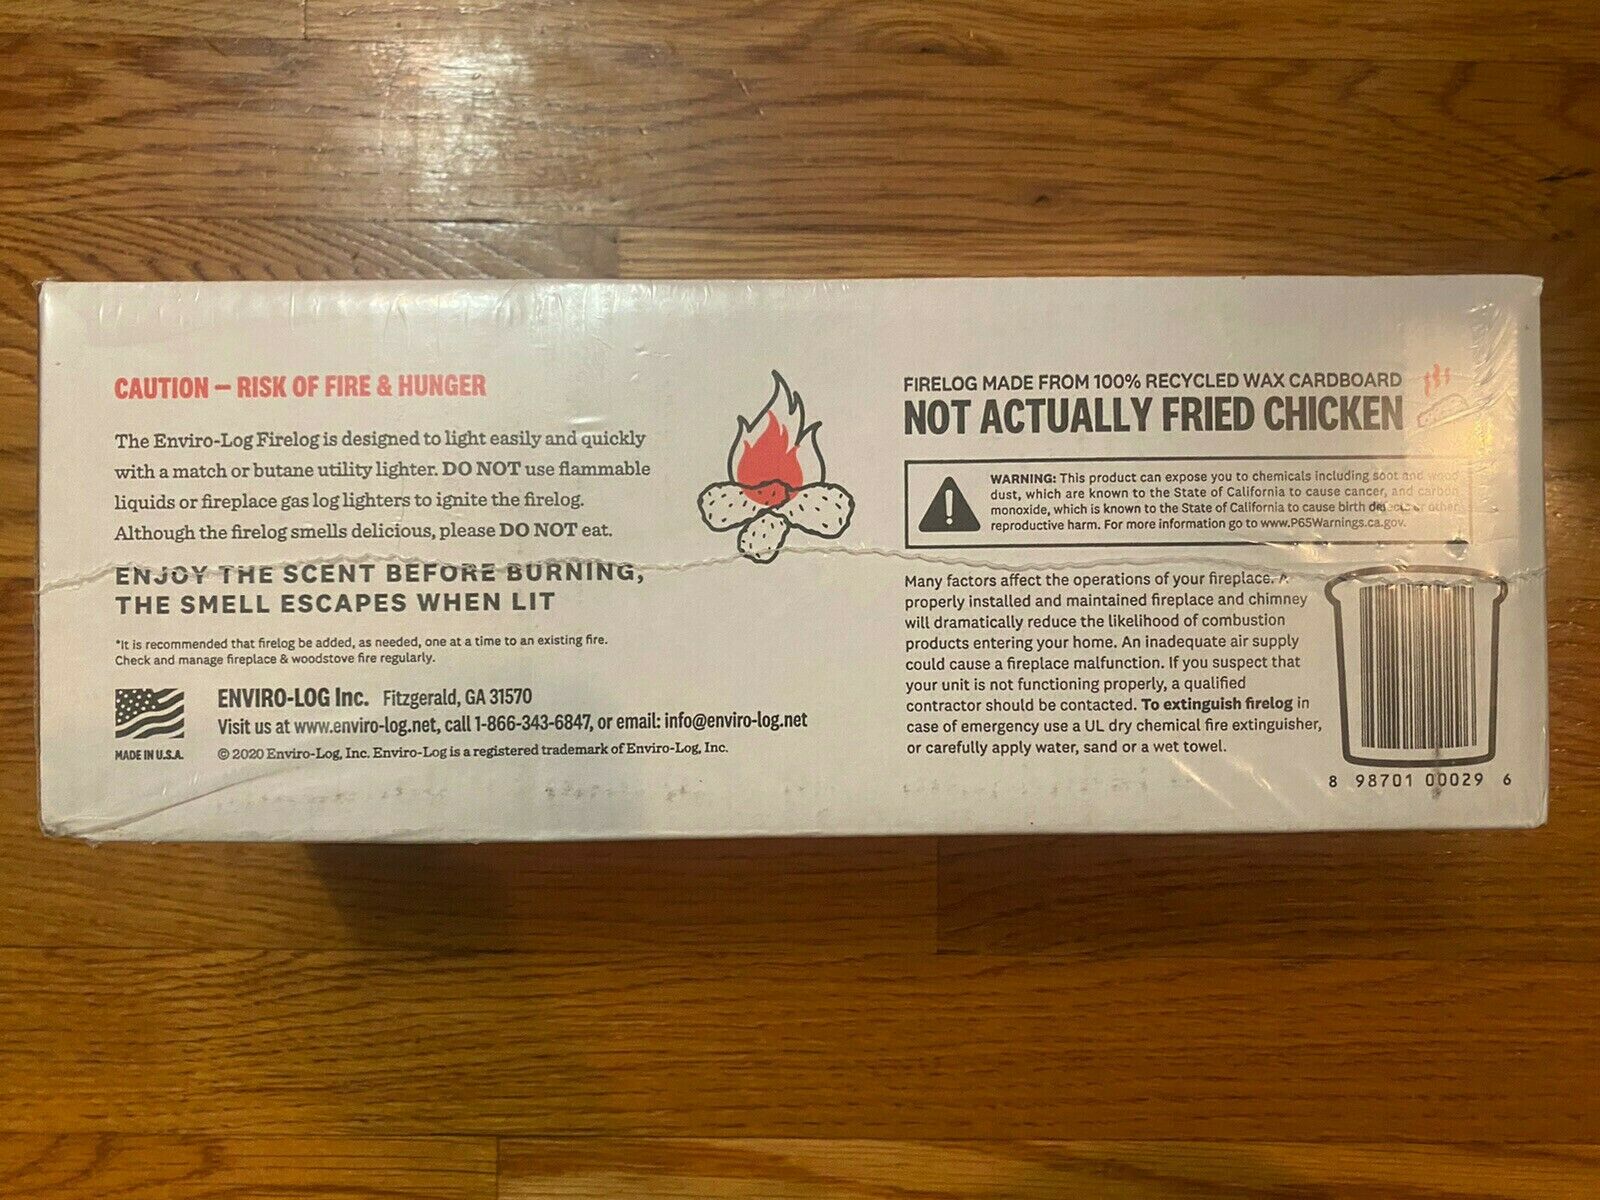 CAUTION – RISK OF FIRE & HUNGER
The Enviro-Log Firelog is designed to light easily and quickly
with a match or butane utility lighter. DO NOT use flammable
liquids or fireplace gas log lighters to ignite the firelog.
Although the firelog smells delicious, please DO NOT eat.
ENJOY THE SCENT BEFORE BURNING,
THE SMELL ESCAPES WHEN LIT
*It is recommended that firelog be added, as needed, one at a time to an existing fire.
Check and manage fireplace & woodstove fire regularly.
MADE IN U.S.A.
ENVIRO-LOG Inc. Fitzgerald, GA 31570
Visit us at www.enviro-log.net, call 1-866-343-6847, or email: info@enviro-log.net
© 2020 Enviro-Log, Inc. Enviro-Log is a registered trademark of Enviro-Log, Inc.
FIRELOG MADE FROM 100% RECYCLED WAX CARDBOARD
NOT ACTUALLY FRIED CHICKEN
WARNING: This product can expose you to chemicals including soot and wood
dust, which are known to the State of California to cause cancer, and carbon
monoxide, which is known to the State of California to cause birth defects or other
reproductive harm. For more information go to www.P65Warnings.ca.gov.
Many factors affect the operations of your fireplace. A
properly installed and maintained fireplace and chimney
will dramatically reduce the likelihood of combustion
products entering your home. An inadequate air supply
could cause a fireplace malfunction. If you suspect that
your unit is not functioning properly, a qualified
contractor should be contacted. To extinguish firelog in
case of emergency use a UL dry chemical fire extinguisher,
or carefully apply water, sand or a wet towel.
8 98701 00029 6